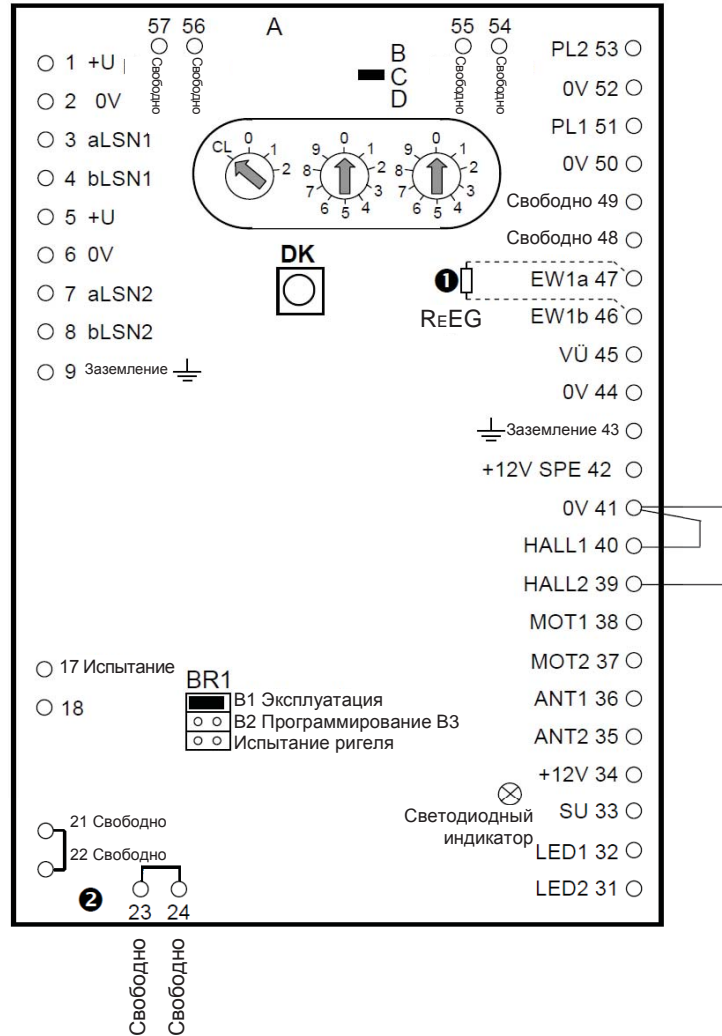 57 56 A 55 54
Свободно Свободно Свободно Свободно
B
C
D
1 +U
2 0V
3 aLSN1
4 bLSN1
5 +U
6 0V
7 aLSN2
8 bLSN2
9 Заземление
CL 0 1 2
0 1 2 3 4 5 6 7 8 9
0 1 2 3 4 5 6 7 8 9
DK
❶
REEG
PL2 53
0V 52
PL1 51
0V 50
Свободно 49
Свободно 48
EW1a 47
EW1b 46
VÜ 45
0V 44
Заземление 43
+12V SPE 42
0V 41
HALL1 40
HALL2 39
MOT1 38
MOT2 37
ANT1 36
ANT2 35
+12V 34
SU 33
LED1 32
LED2 31
17 Испытание
18
BR1
B1 Эксплуатация
B2 Программирование B3
Испытание ригеля
Светодиодный
индикатор
21 Свободно
22 Свободно
❷
23 24
Свободно Свободно